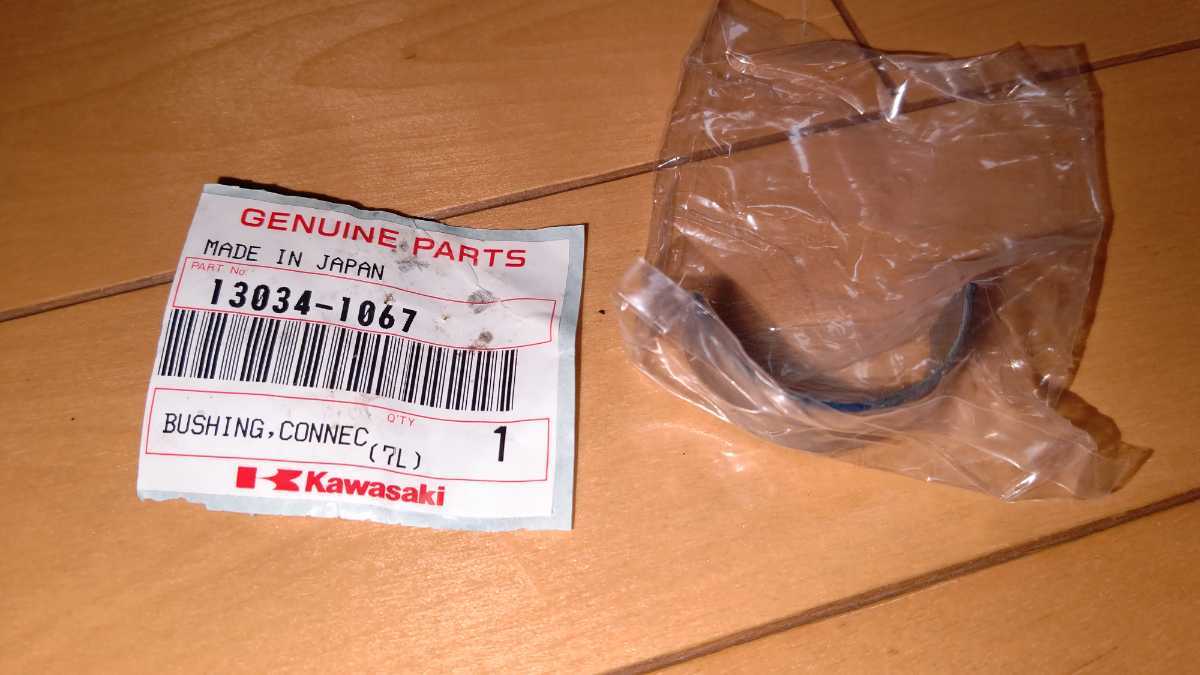 GENUINE PARTS
MADE IN JAPAN
PART No.
13034-1067
Q'TY
BUSHING,CONNEC 1
(7L)
Kawasaki